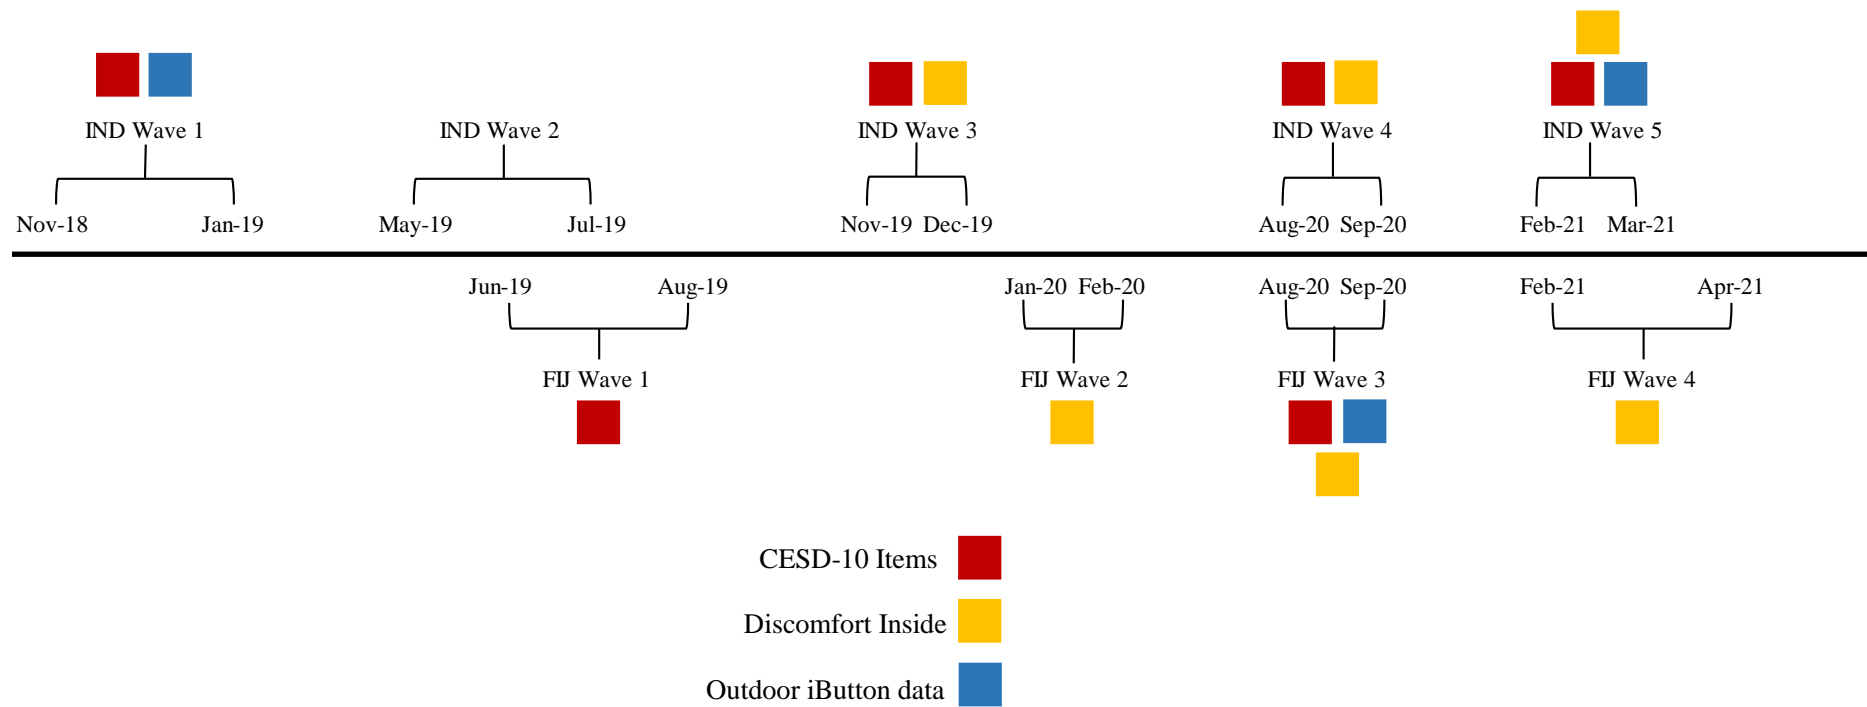 IND Wave 1 IND Wave 2 IND Wave 3 IND Wave 4 IND Wave 5
Nov-18 Jan-19 May-19 Jul-19 Nov-19 Dec-19 Aug-20 Sep-20 Feb-21 Mar-21
Jun-19 Aug-19 Jan-20 Feb-20 Aug-20 Sep-20 Feb-21 Apr-21
FIJ Wave 1 FIJ Wave 2 FIJ Wave 3 FIJ Wave 4
CESD-10 Items
Discomfort Inside
Outdoor iButton data